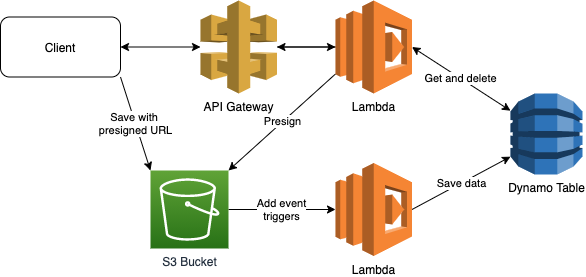 Client
API Gateway
Lambda
Get and delete
Save with
presigned URL
Presign
Dynamo Table
Save data
Add event
triggers
S3 Bucket
Lambda